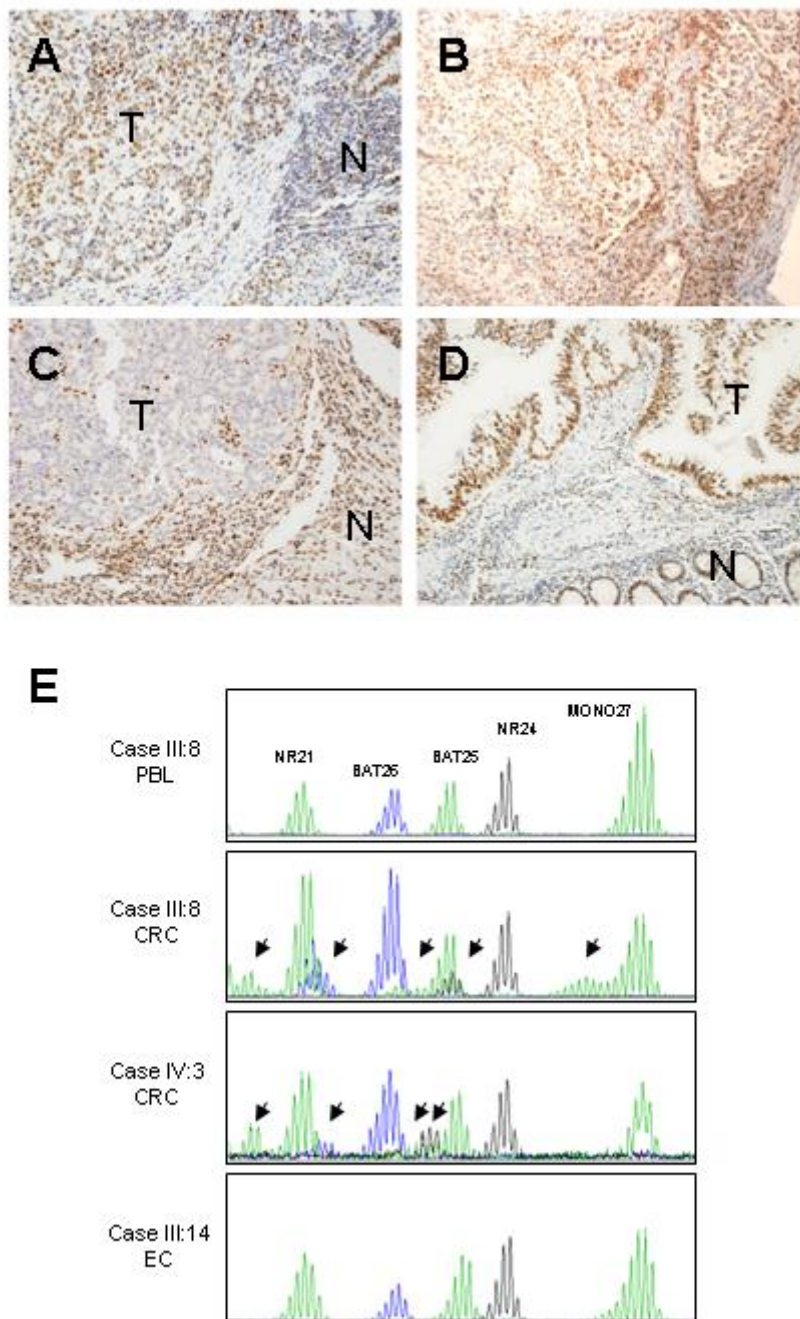 A
T
N
B
C
T
N
D
T
N
E
Case III:8
PBL
NR21
BAT26
BAT25
NR24
MONO27
Case III:8
CRC
Case IV:3
CRC
Case III:14
EC